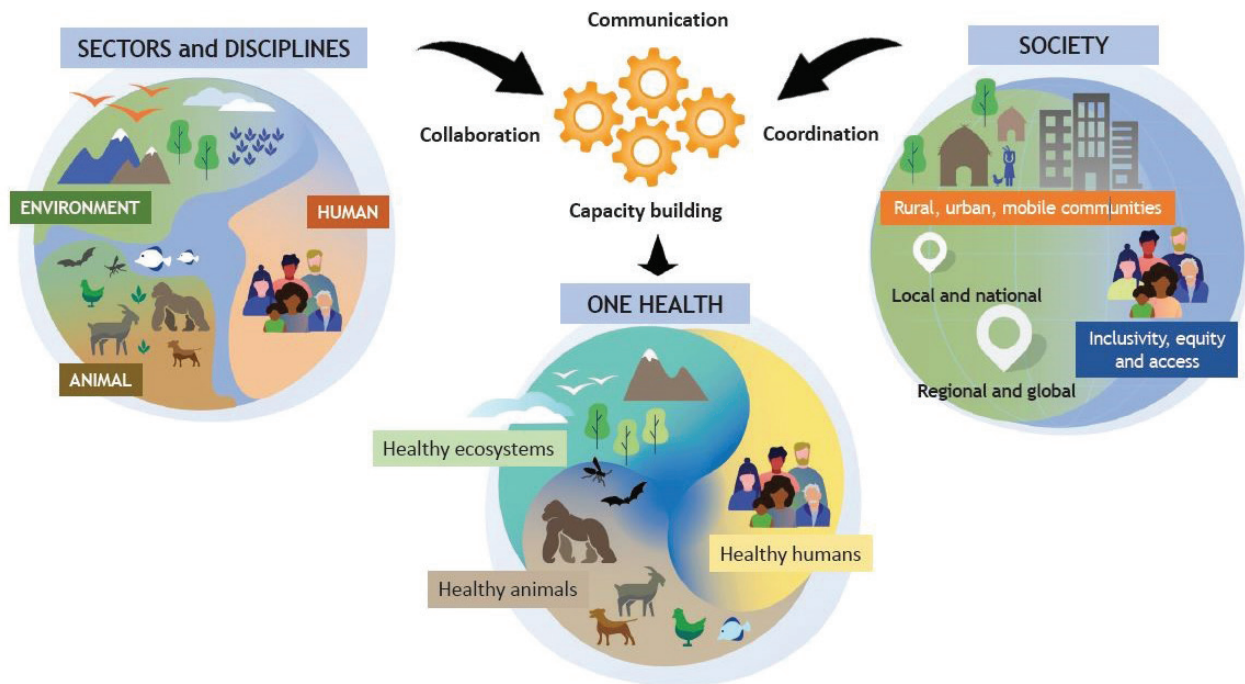 SECTORS and DISCIPLINES
ENVIRONMENT
HUMAN
ANIMAL
Communication
Collaboration
Coordination
Capacity building
SOCIETY
Rural, urban, mobile communities
Local and national
Regional and global
Inclusivity, equity
and access
ONE HEALTH
Healthy ecosystems
Healthy humans
Healthy animals